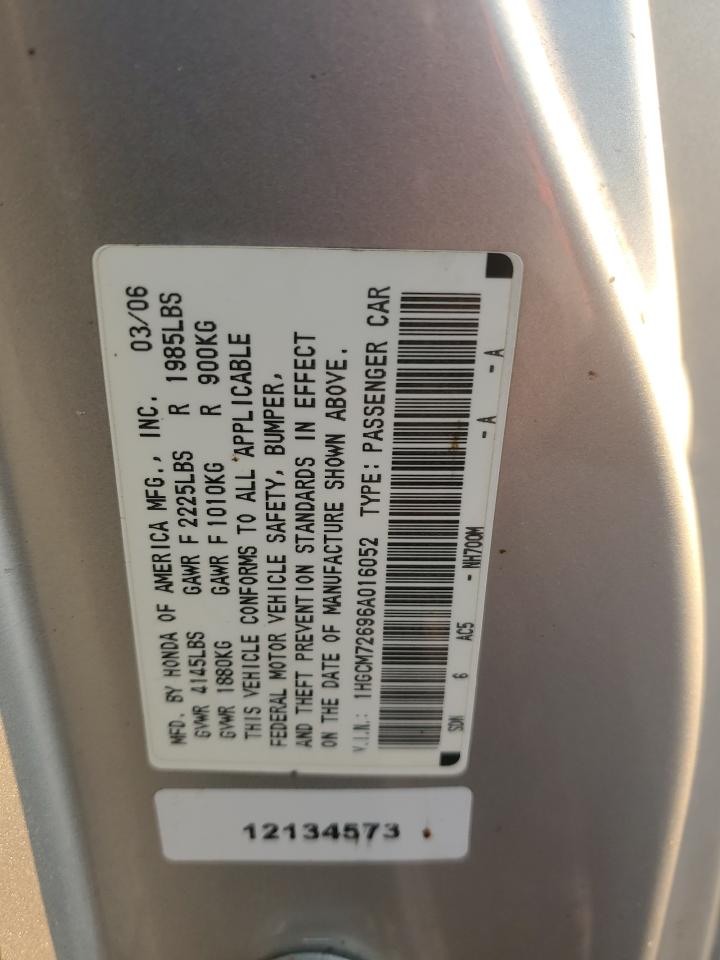 MFD. BY HONDA OF AMERICA MFG., INC. 03/06
GVWR 4145LBS GAWR F 2225LBS R 1985LBS
GVWR 1880KG GAWR F 1010KG R 900KG
THIS VEHICLE CONFORMS TO ALL APPLICABLE
FEDERAL MOTOR VEHICLE SAFETY, BUMPER,
AND THEFT PREVENTION STANDARDS IN EFFECT
ON THE DATE OF MANUFACTURE SHOWN ABOVE.
V.I.N.: 1HGCM72696A016052 TYPE: PASSENGER CAR
SDN 6 AC5 - NH700M - A - A
12134573